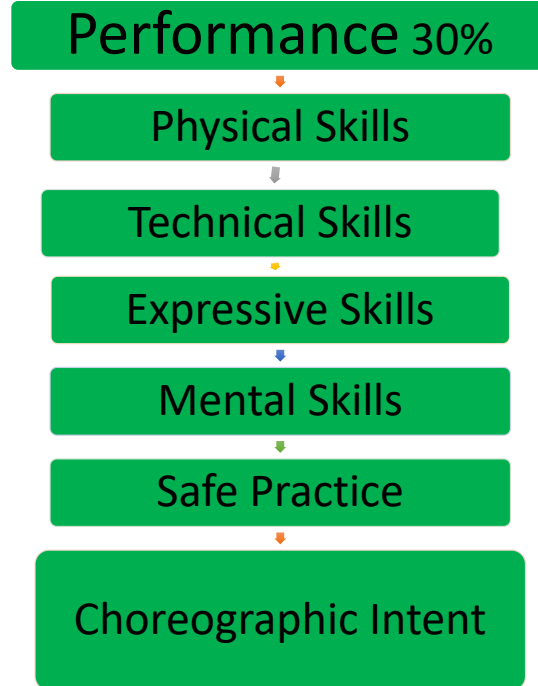 Performance 30%
Physical Skills
Technical Skills
Expressive Skills
Mental Skills
Safe Practice
Choreographic Intent